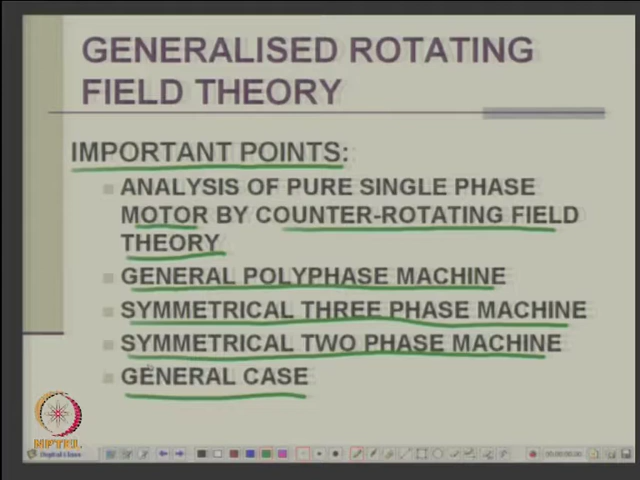 GENERALISED ROTATING
FIELD THEORY
IMPORTANT POINTS:
ANALYSIS OF PURE SINGLE PHASE
MOTOR BY COUNTER-ROTATING FIELD
THEORY
GENERAL POLYPHASE MACHINE
SYMMETRICAL THREE PHASE MACHINE
SYMMETRICAL TWO PHASE MACHINE
GENERAL CASE
NPTEL